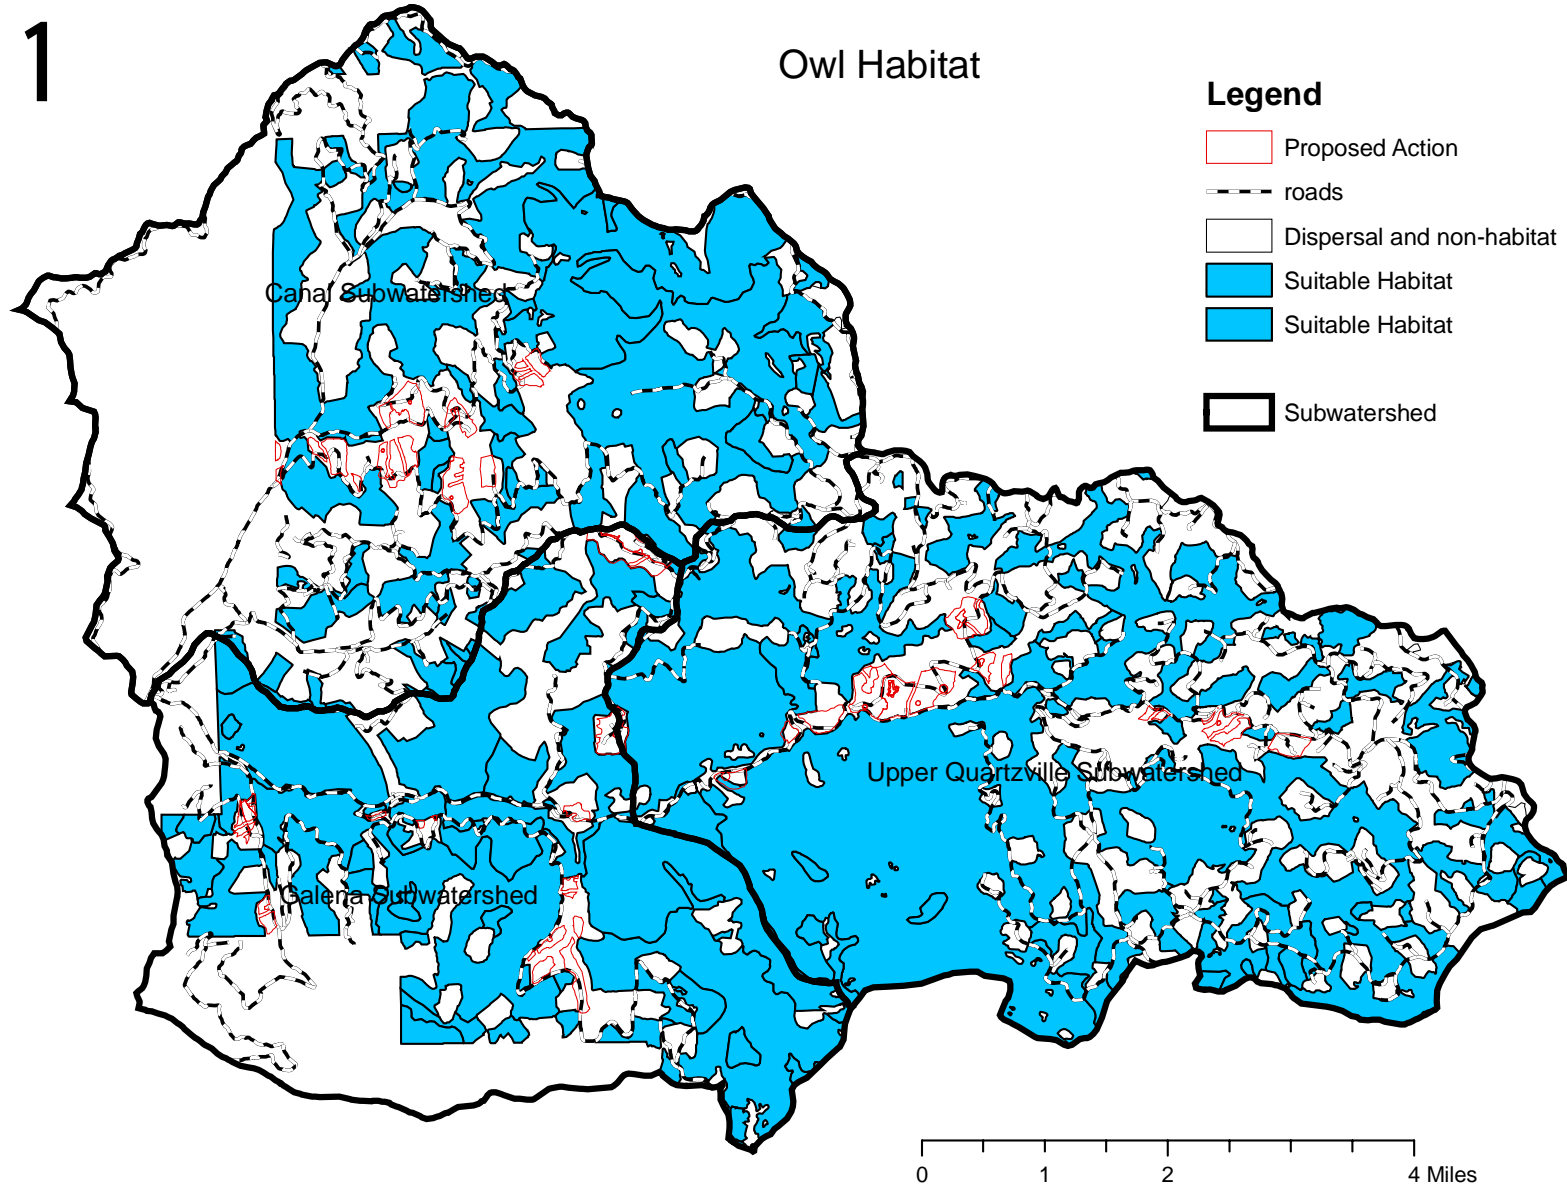 1
Owl Habitat
Legend
Proposed Action
roads
Dispersal and non-habitat
Suitable Habitat
Suitable Habitat
Subwatershed
Canal Subwatershed
Upper Quartzville Subwatershed
Galena Subwatershed
0 1 2 4 Miles